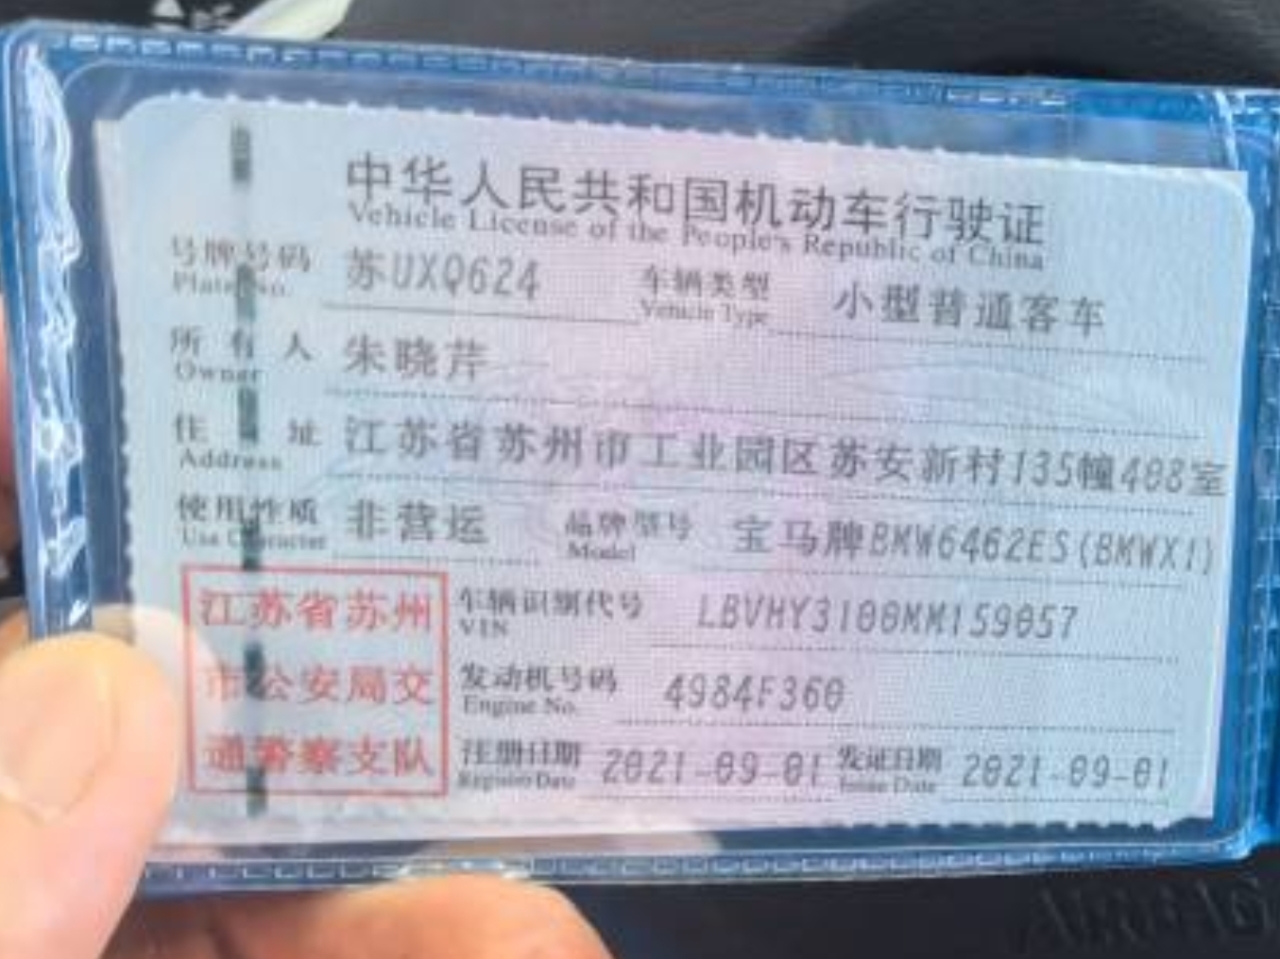 中华人民共和国机动车行驶证
Vehicle License of the People's Republic of China
号牌号码 苏UXQ624 车辆类型 小型普通客车
Plate No. Vehicle Type
所有人 朱晓芹
Owner
住址 江苏省苏州市工业园区苏安新村135幢408室
Address
使用性质 非营运 品牌型号 宝马牌BMW6462ES(BMWX1)
Use Character Model
江苏省苏州 车辆识别代号 LBVHY3100MM159057
VIN
市公安局交 发动机号码 4984F360
Engine No.
通警察支队 注册日期 2021-09-01 发证日期 2021-09-01
Register Date Issue Date